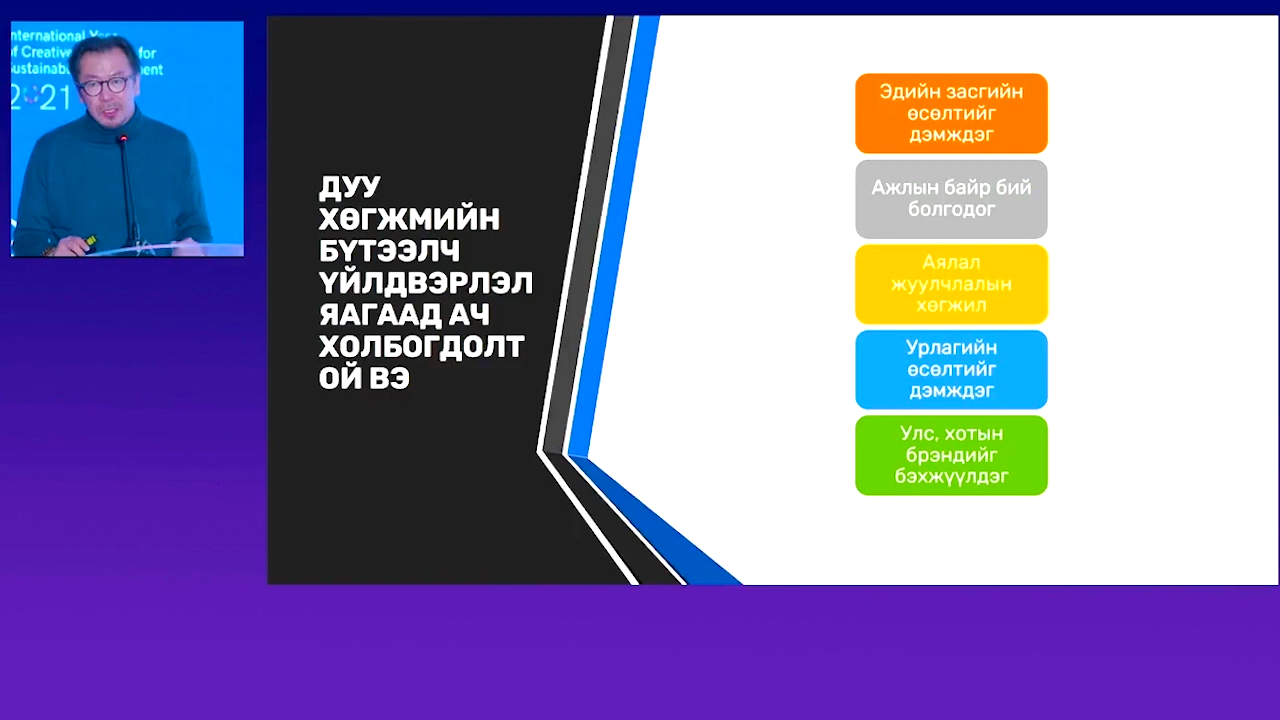 International
of Creative for
Sustainab ment
2021
ДУУ
ХӨГЖМИЙН
БҮТЭЭЛЧ
ҮЙЛДВЭРЛЭЛ
ЯАГААД АЧ
ХОЛБОГДОЛТ
ОЙ ВЭ
Эдийн засгийн
өсөлтийг
дэмждэг
Ажлын байр бий
болгодог
Аялал
жуулчлалын
хөгжил
Урлагийн
өсөлтийг
дэмждэг
Улс, хотын
брэндийг
бэхжүүлдэг